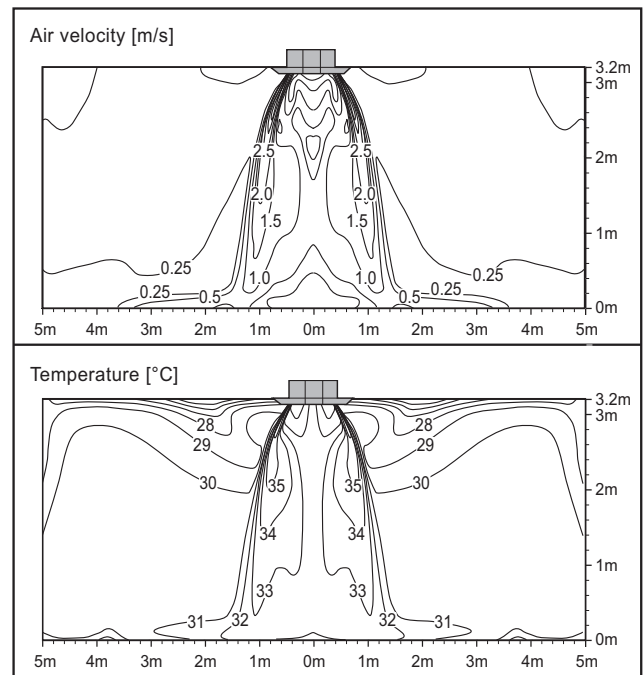 Air velocity [m/s]
3.2m
3m
2.5 2.5
2m
2.0 2.0
1.5 1.5
1m
0.25 1.0 1.0 0.25
0.25 0.5 0.5 0.25
0m
5m 4m 3m 2m 1m 0m 1m 2m 3m 4m 5m
Temperature [°C]
3.2m
3m
28 28
29 29
30 35 35 30
2m
34 34
1m
33 33
31 32 32 31
0m
5m 4m 3m 2m 1m 0m 1m 2m 3m 4m 5m